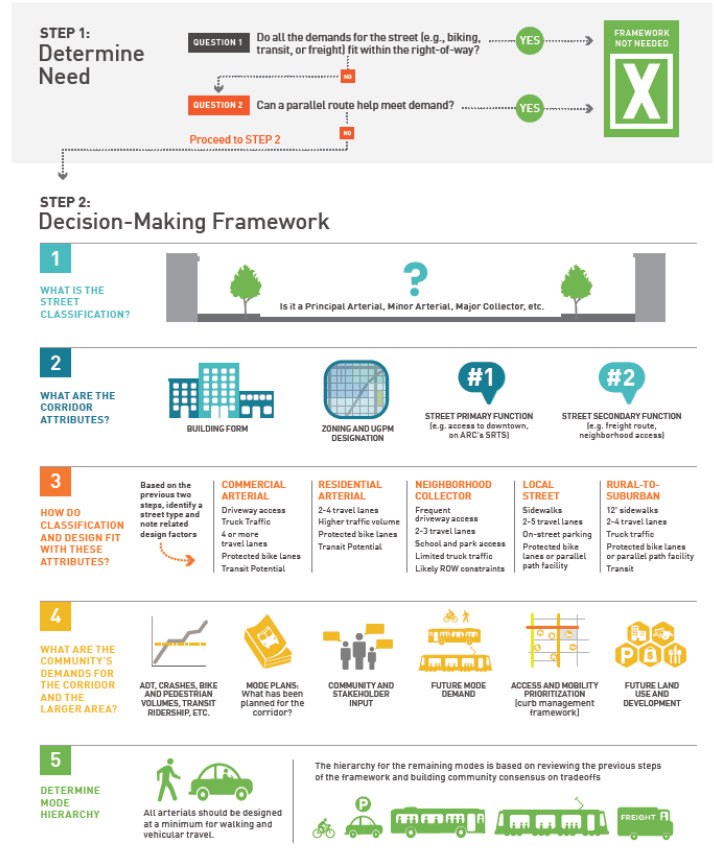 STEP 1:
Determine
Need
QUESTION 1
Do all the demands for the street (e.g., biking,
transit, or freight) fit within the right-of-way?
YES
FRAMEWORK
NOT NEEDED
X
NO
QUESTION 2
Can a parallel route help meet demand?
YES
NO
Proceed to STEP 2
STEP 2:
Decision-Making Framework
1
WHAT IS THE
STREET
CLASSIFICATION?
?
Is it a Principal Arterial, Minor Arterial, Major Collector, etc.
2
WHAT ARE THE
CORRIDOR
ATTRIBUTES?
BUILDING FORM
ZONING AND UGPM
DESIGNATION
#1
STREET PRIMARY FUNCTION
(e.g. access to downtown,
on ARC's SRTS)
#2
STREET SECONDARY FUNCTION
(e.g. freight route,
neighborhood access)
3
HOW DO
CLASSIFICATION
AND DESIGN FIT
WITH THESE
ATTRIBUTES?
Based on the
previous two
steps, identify a
street type and
note related
design factors
COMMERCIAL
ARTERIAL
Driveway access
Truck Traffic
4 or more
travel lanes
Protected bike lanes
Transit Potential
RESIDENTIAL
ARTERIAL
2-4 travel lanes
Higher traffic volume
Protected bike lanes
Transit Potential
NEIGHBORHOOD
COLLECTOR
Frequent
driveway access
2-3 travel lanes
School and park access
Limited truck traffic
Likely ROW constraints
LOCAL
STREET
Sidewalks
2-5 travel lanes
On-street parking
Protected bike
lanes or parallel
path facility
RURAL-TO-
SUBURBAN
12' sidewalks
2-4 travel lanes
Truck traffic
Protected bike lanes
or parallel path facility
Transit
4
WHAT ARE THE
COMMUNITY'S
DEMANDS FOR
THE CORRIDOR
AND THE
LARGER AREA?
ADT, CRASHES, BIKE
AND PEDESTRIAN
VOLUMES, TRANSIT
RIDERSHIP, ETC.
MODE PLANS:
What has been
planned for the
corridor?
COMMUNITY AND
STAKEHOLDER
INPUT
FUTURE MODE
DEMAND
ACCESS AND MOBILITY
PRIORITIZATION
(curb management
framework)
P
$
FUTURE LAND
USE AND
DEVELOPMENT
5
DETERMINE
MODE
HIERARCHY
All arterials should be designed
at a minimum for walking and
vehicular travel.
The hierarchy for the remaining modes is based on reviewing the previous steps
of the framework and building community consensus on tradeoffs
P
FREIGHT